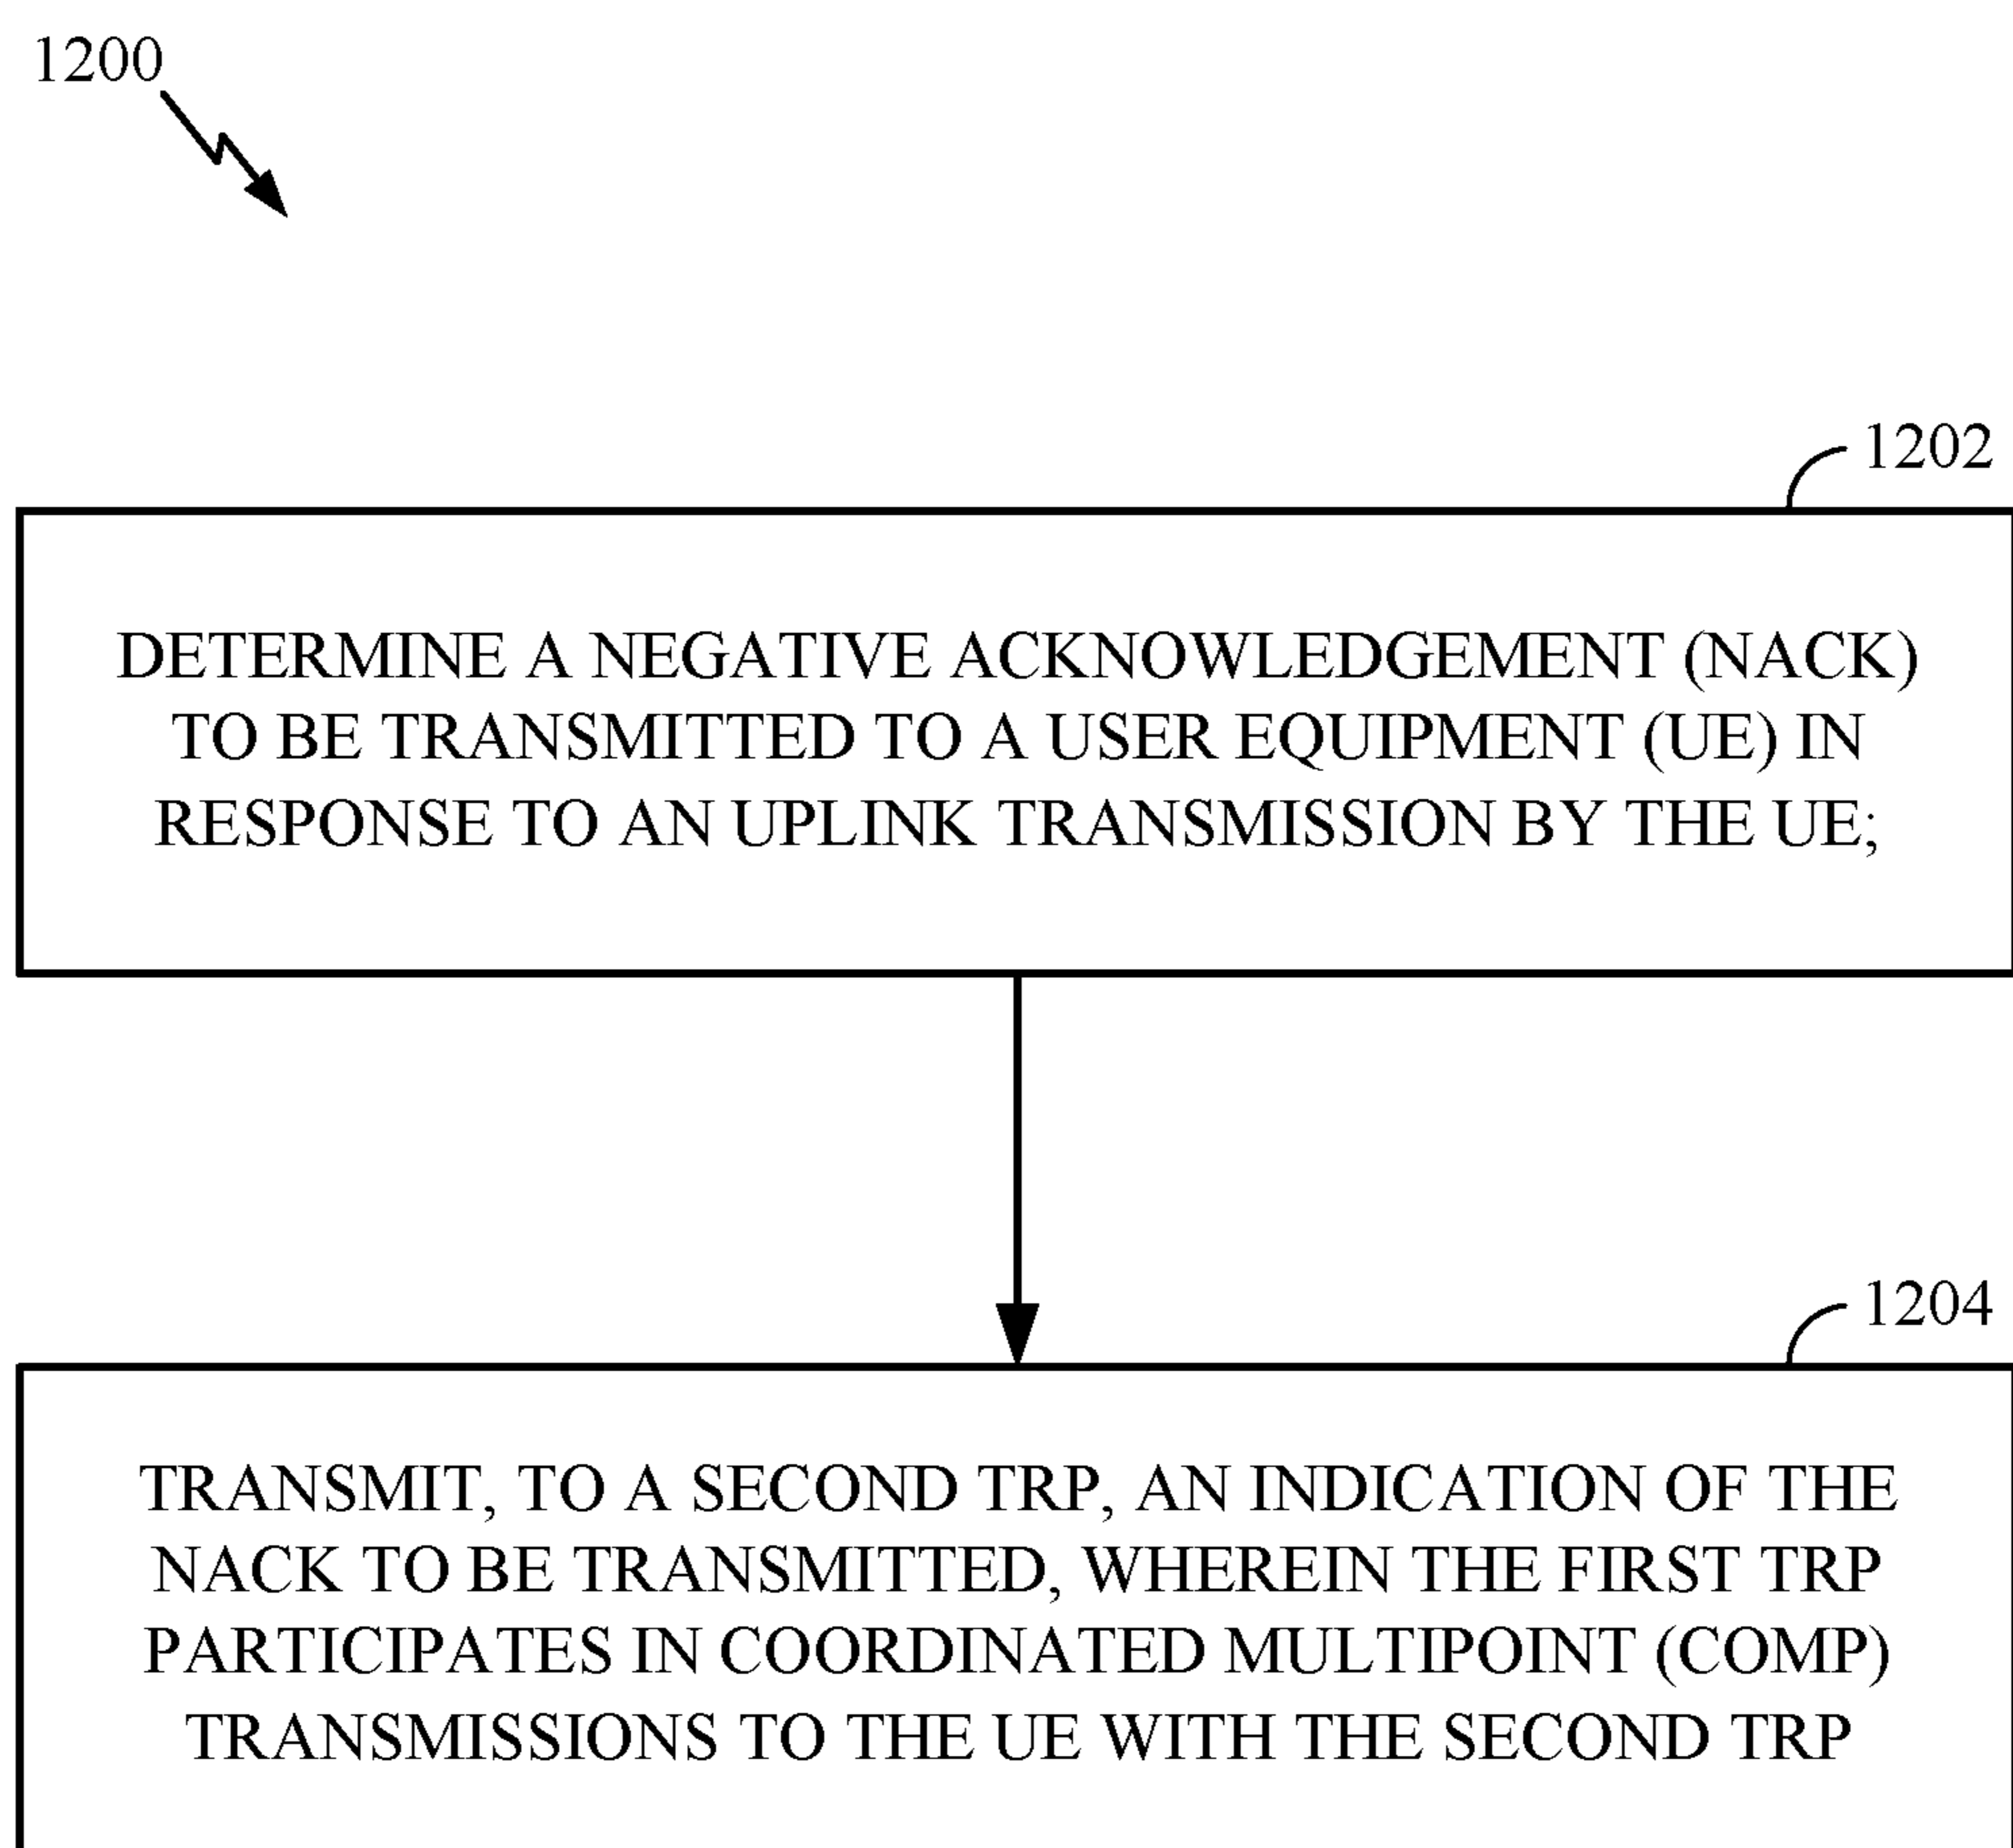 1200
1202
DETERMINE A NEGATIVE ACKNOWLEDGEMENT (NACK)
TO BE TRANSMITTED TO A USER EQUIPMENT (UE) IN
RESPONSE TO AN UPLINK TRANSMISSION BY THE UE;
1204
TRANSMIT, TO A SECOND TRP, AN INDICATION OF THE
NACK TO BE TRANSMITTED, WHEREIN THE FIRST TRP
PARTICIPATES IN COORDINATED MULTIPOINT (COMP)
TRANSMISSIONS TO THE UE WITH THE SECOND TRP